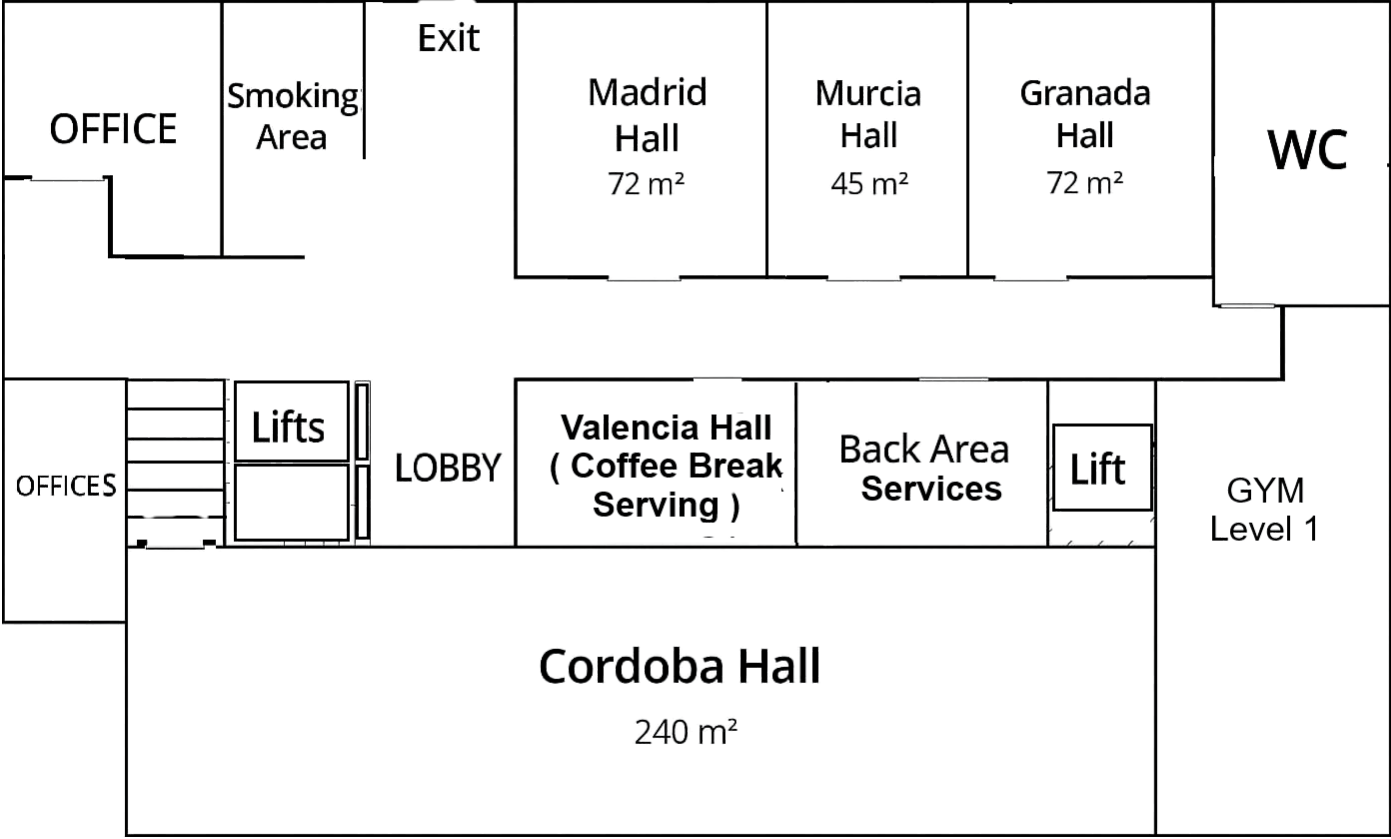 Exit
OFFICE
Smoking
Area
Madrid
Hall
72 m²
Murcia
Hall
45 m²
Granada
Hall
72 m²
WC
OFFICES
Lifts
LOBBY
Valencia Hall
( Coffee Break
Serving )
Back Area
Services
Lift
GYM
Level 1
Cordoba Hall
240 m²